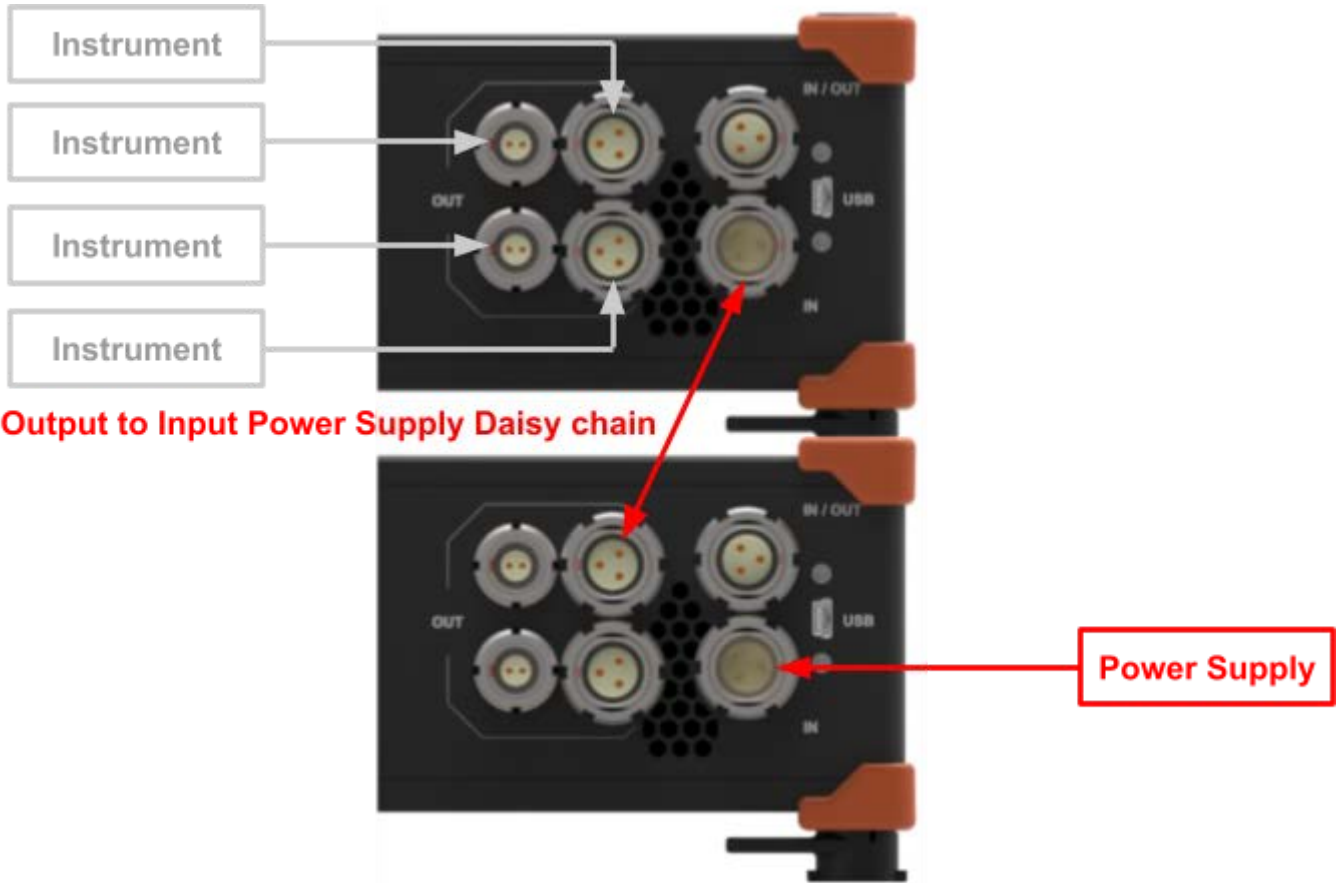 Instrument
IN / OUT
Instrument
OUT
USB
Instrument
IN
Instrument
Output to Input Power Supply Daisy chain
IN / OUT
OUT
USB
Power Supply
IN